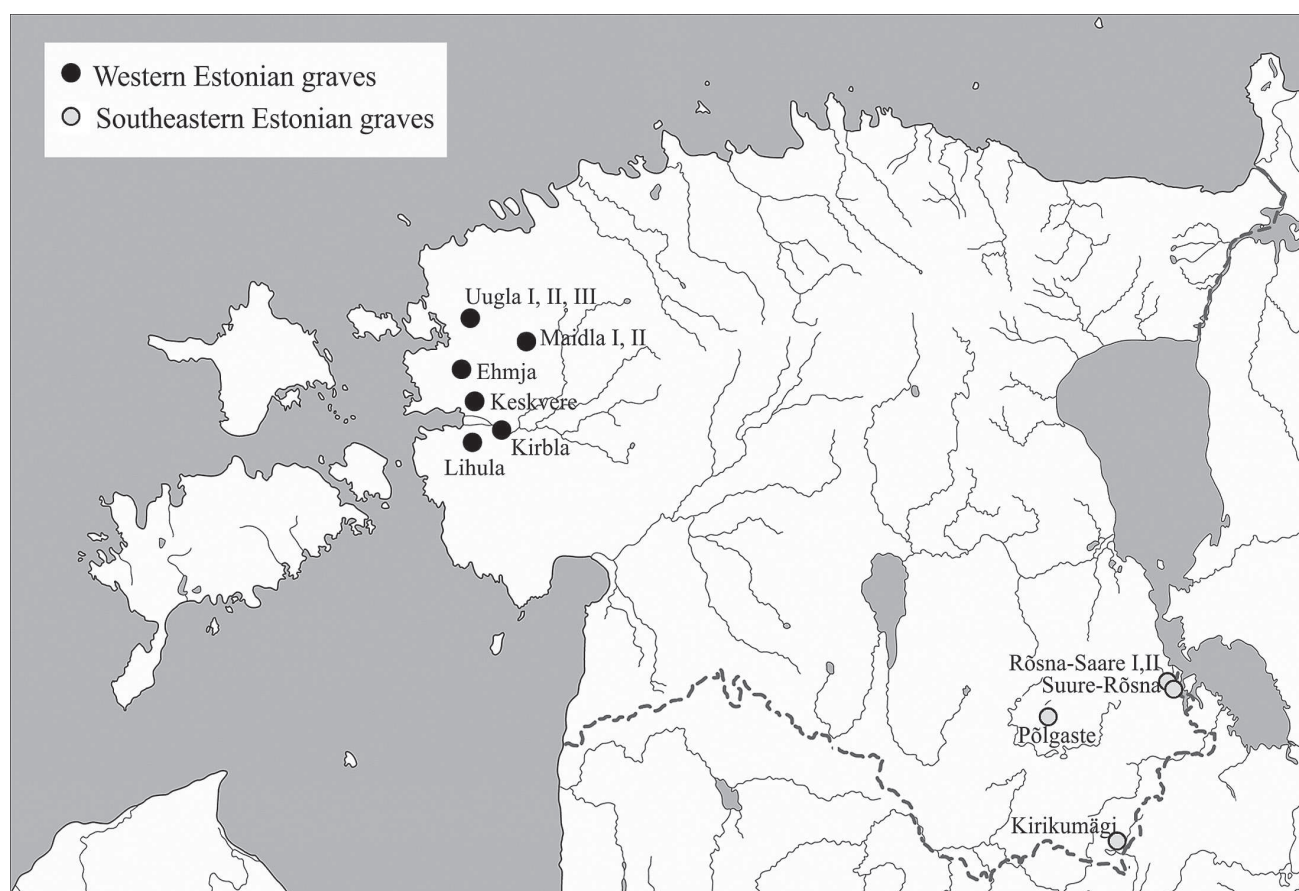 Western Estonian graves
Southeastern Estonian graves
Uugla I, II, III
Maidla I, II
Ehmja
Keskvere
Kirbla
Lihula
Rõsna-Saare I,II
Suure-Rõsna
Põlgaste
Kirikumägi